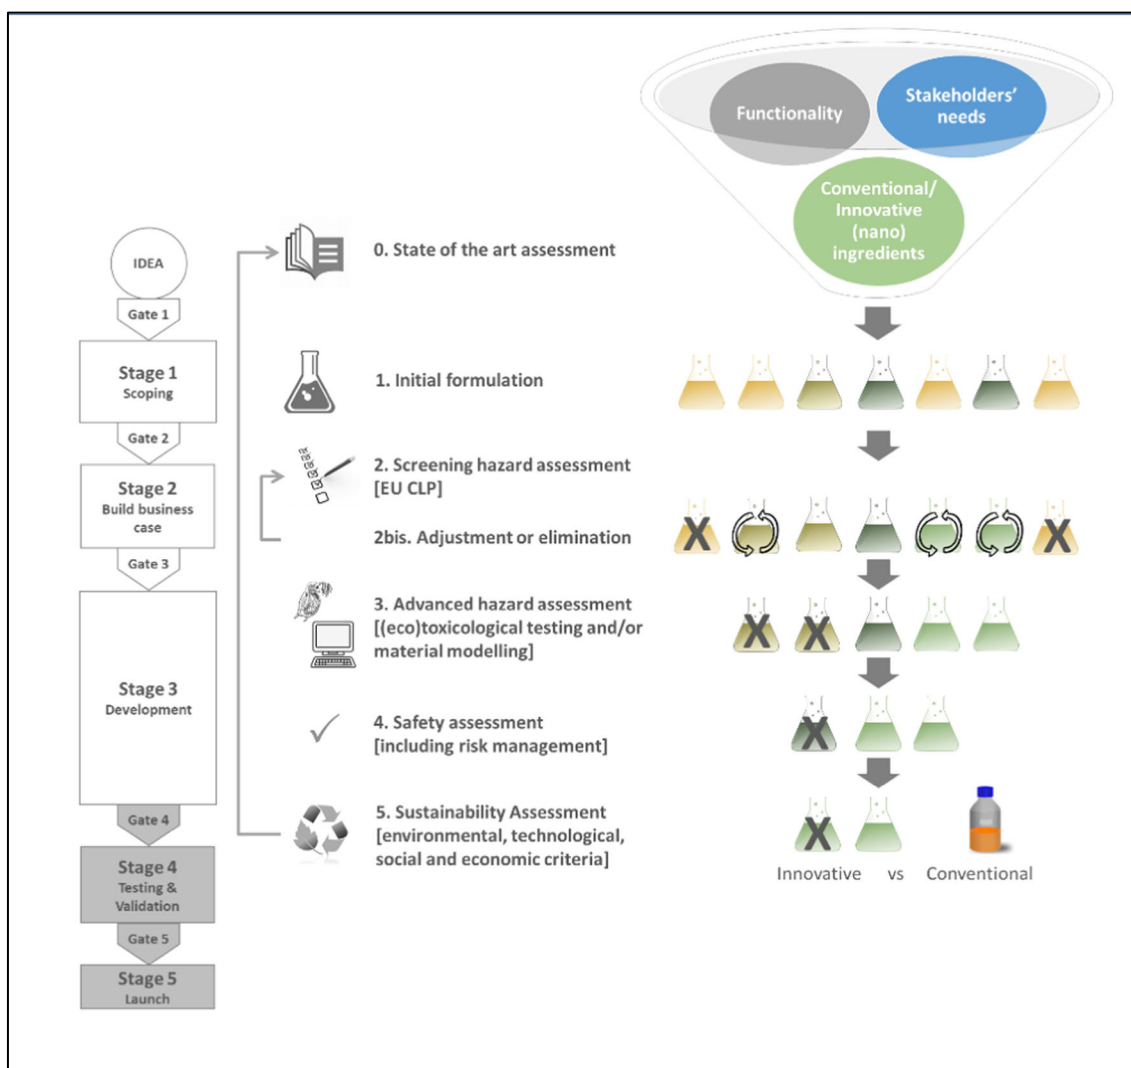 IDEA
Gate 1
Stage 1
Scoping
Gate 2
Stage 2
Build business
case
Gate 3
Stage 3
Development
Gate 4
Stage 4
Testing &
Validation
Gate 5
Stage 5
Launch
0. State of the art assessment
1. Initial formulation
2. Screening hazard assessment
[EU CLP]
2bis. Adjustment or elimination
3. Advanced hazard assessment
[(eco)toxicological testing and/or
material modelling]
4. Safety assessment
[including risk management]
5. Sustainability Assessment
[environmental, technological,
social and economic criteria]
Functionality
Stakeholders'
needs
Conventional/
Innovative
(nano)
ingredients
X
X
X
X
X
X
Innovative vs Conventional